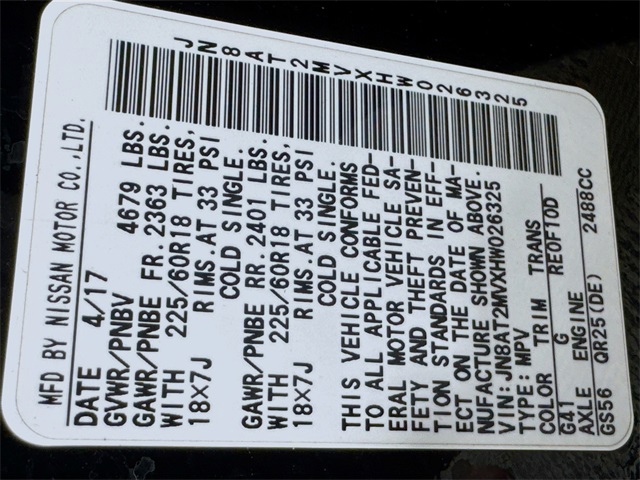 MFD BY NISSAN MOTOR CO.,LTD.
DATE 4/17
GVWR/PNBV 4679 LBS.
GAWR/PNBE FR. 2363 LBS.
WITH 225/60R18 TIRES,
18×7J RIMS.AT 33 PSI
COLD SINGLE.
GAWR/PNBE RR. 2401 LBS.
WITH 225/60R18 TIRES,
18×7J RIMS.AT 33 PSI
COLD SINGLE.
THIS VEHICLE CONFORMS
TO ALL APPLICABLE FED-
ERAL MOTOR VEHICLE SA-
FETY AND THEFT PREVEN-
TION STANDARDS IN EFF-
ECT ON THE DATE OF MA-
NUFACTURE SHOWN ABOVE.
VIN: JN8AT2MVXHW026325
TYPE: MPV
COLOR TRIM TRANS
G41 G RE0F10D
AXLE ENGINE
GS56 QR25(DE) 2488CC
JN8AT2MVXHW026325